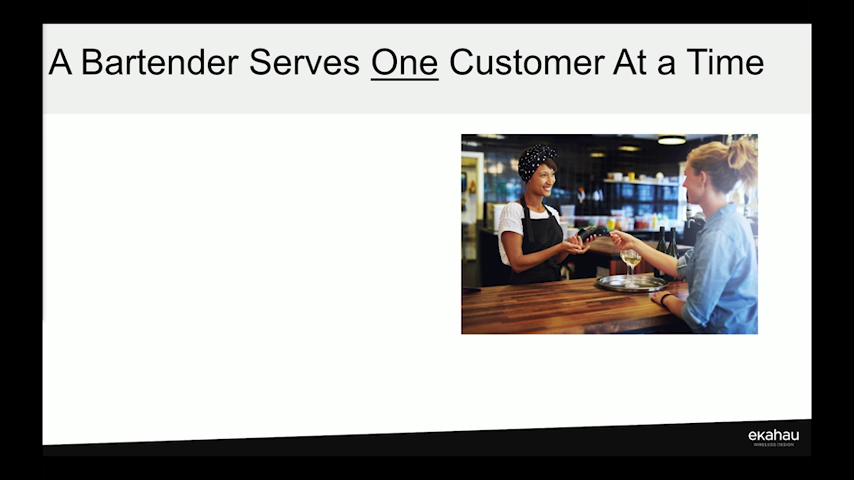 A Bartender Serves One Customer At a Time
ekahau
WIRELESS DESIGN